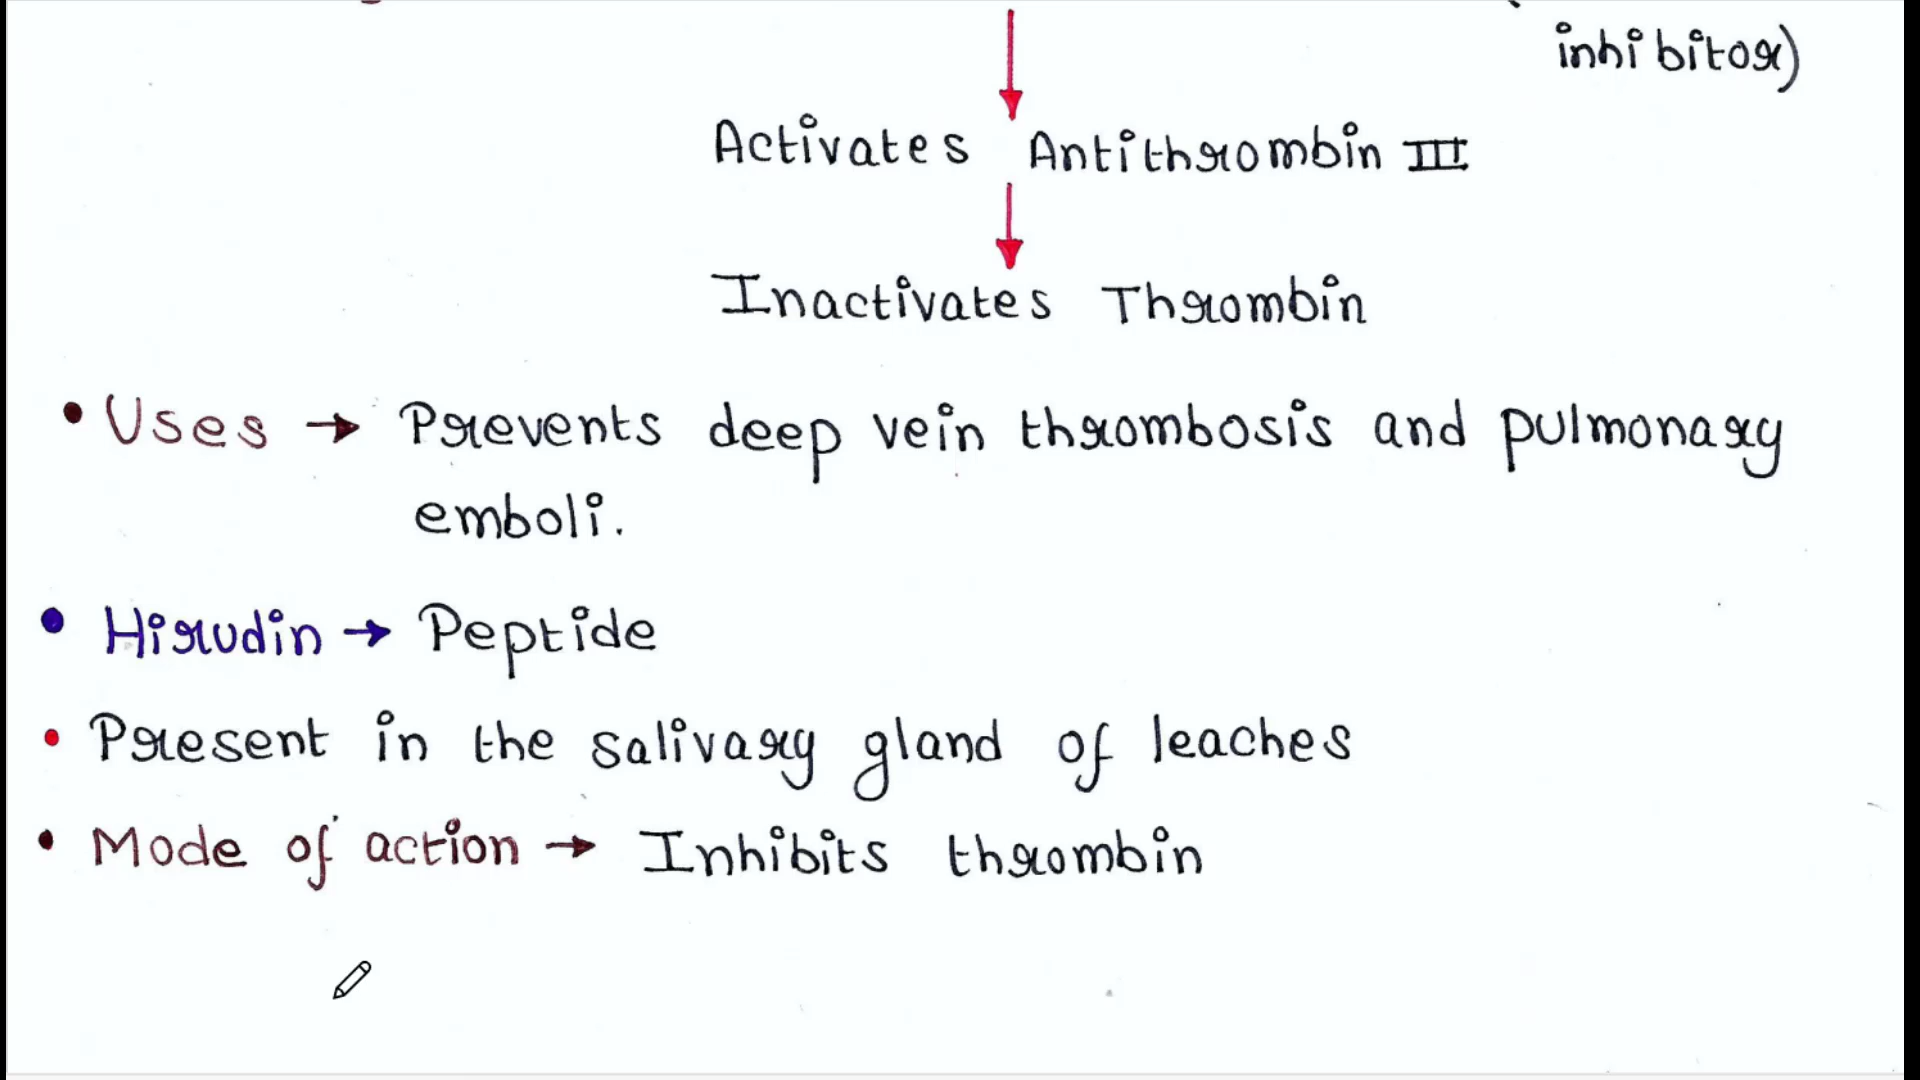 inhibitor)
Activates Antithrombin III
Inactivates Thrombin
• Uses → Prevents deep vein thrombosis and pulmonary
emboli.
• Hirudin → Peptide
• Present in the salivary gland of leaches
• Mode of action → Inhibits thrombin